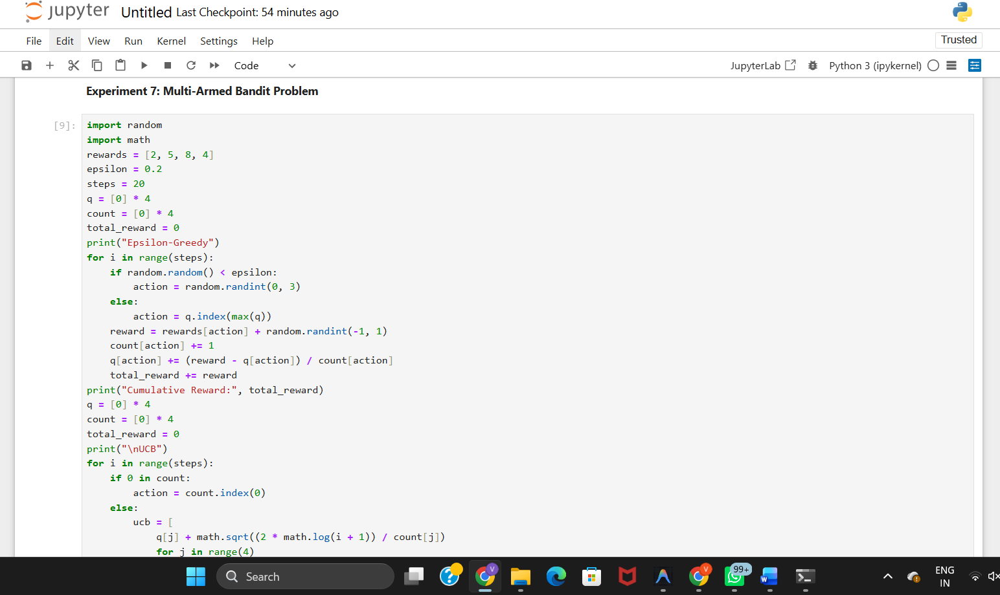 jupyter Untitled Last Checkpoint: 54 minutes ago
File Edit View Run Kernel Settings Help Trusted
Code JupyterLab Python 3 (ipykernel)
Experiment 7: Multi-Armed Bandit Problem
[9]: import random
import math
rewards = [2, 5, 8, 4]
epsilon = 0.2
steps = 20
q = [0] * 4
count = [0] * 4
total_reward = 0
print("Epsilon-Greedy")
for i in range(steps):
    if random.random() < epsilon:
        action = random.randint(0, 3)
    else:
        action = q.index(max(q))
    reward = rewards[action] + random.randint(-1, 1)
    count[action] += 1
    q[action] += (reward - q[action]) / count[action]
    total_reward += reward
print("Cumulative Reward:", total_reward)
q = [0] * 4
count = [0] * 4
total_reward = 0
print("\nUCB")
for i in range(steps):
    if 0 in count:
        action = count.index(0)
    else:
        ucb = [
            q[j] + math.sqrt((2 * math.log(i + 1)) / count[j])
            for j in range(4)
Search V V 99+ ENG
IN